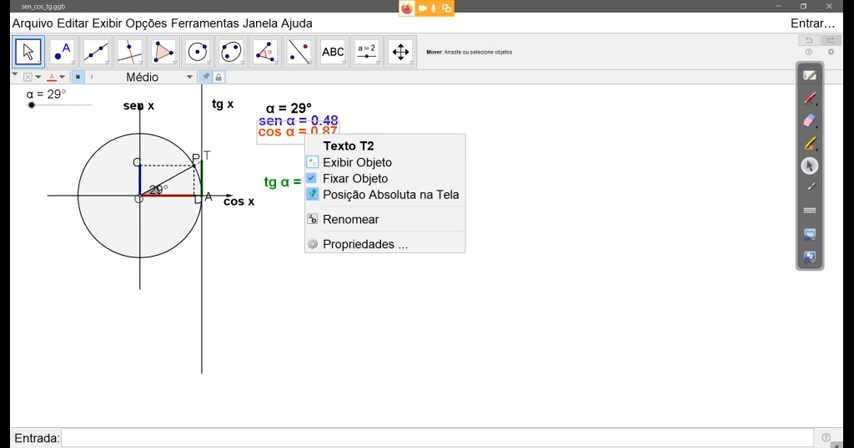 sen_cos_tg.ggb
Arquivo Editar Exibir Opções Ferramentas Janela Ajuda
Entrar...
A
ABC
a=2
Mover: Arraste ou selecione objetos
Médio
α = 29°
sen x
tg x
α = 29°
sen α = 0.48
cos α = 0.87
Texto T2
Exibir Objeto
Fixar Objeto
Posição Absoluta na Tela
Renomear
Propriedades ...
tg α =
P
T
29°
O
D
A
cos x
Entrada: